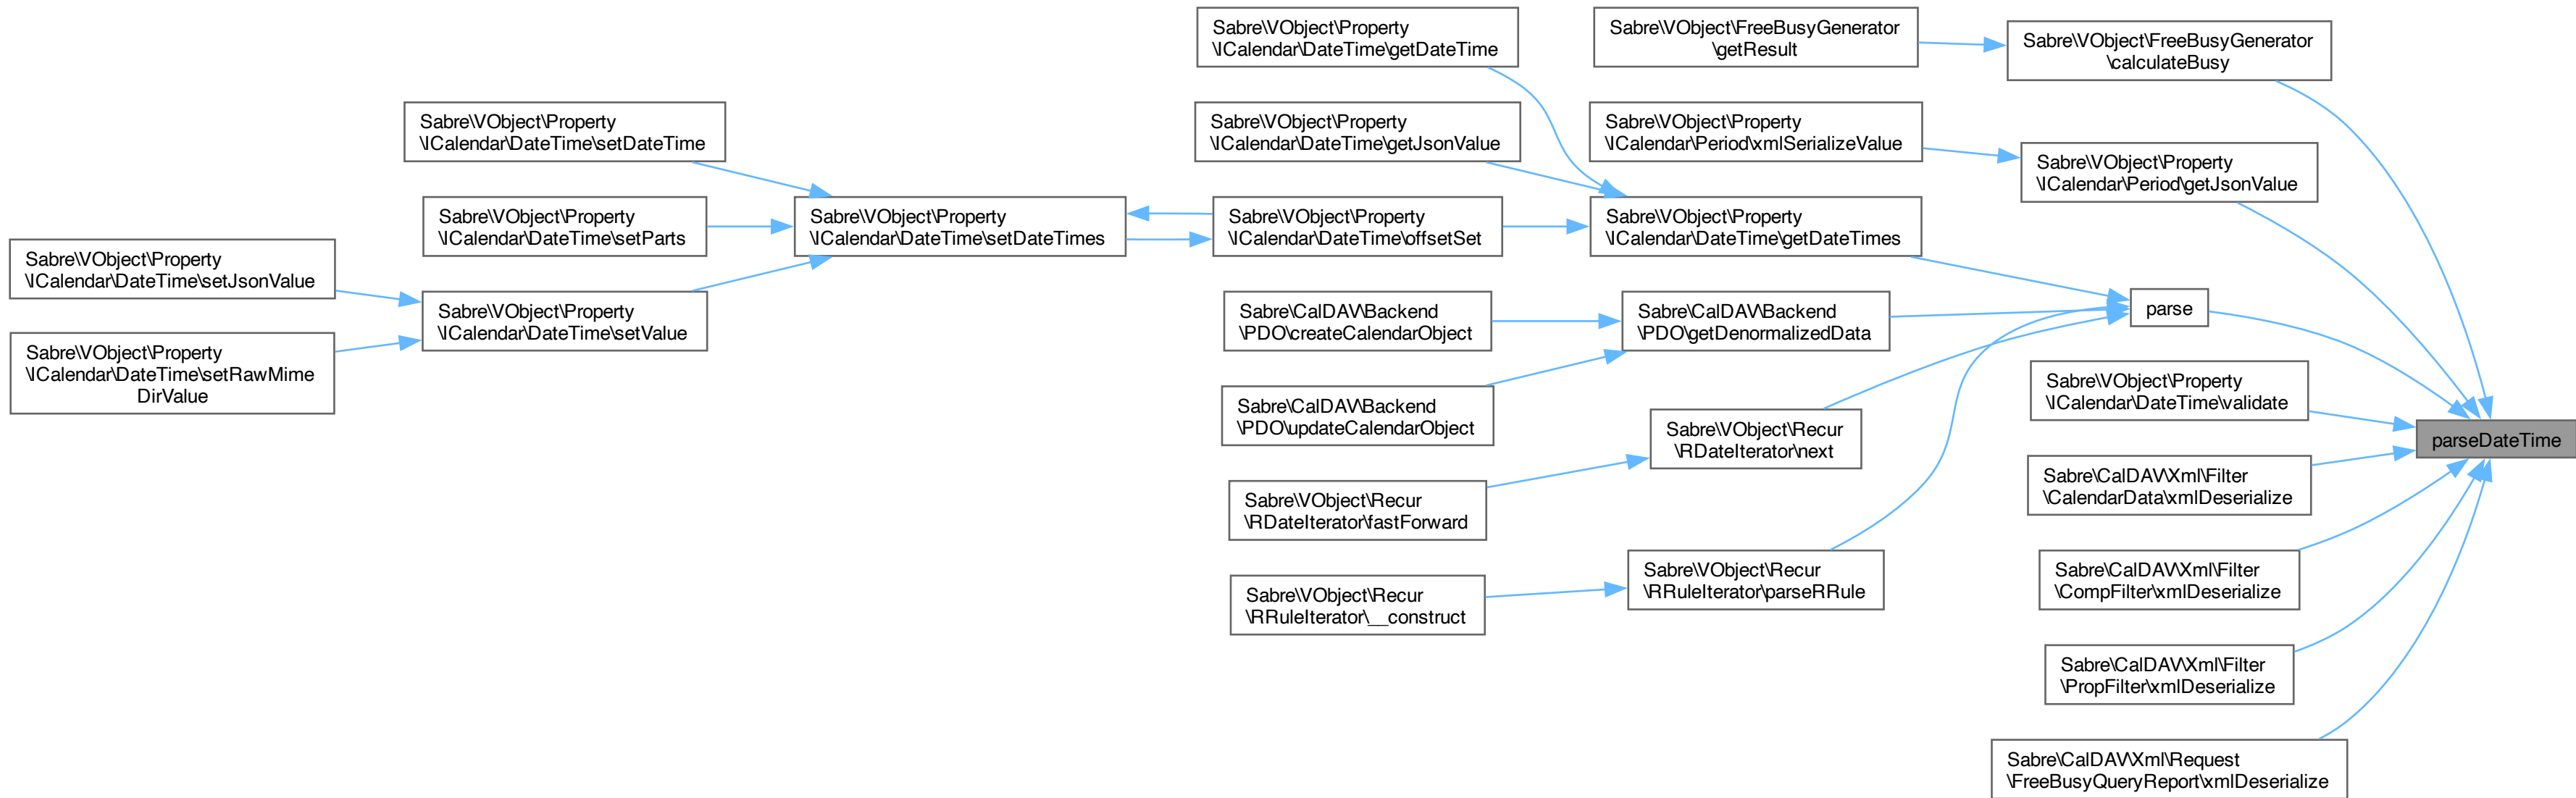 Sabre\VObject\Property
\ICalendar\DateTime\setJsonValue
Sabre\VObject\Property
\ICalendar\DateTime\setRawMime
DirValue
Sabre\VObject\Property
\ICalendar\DateTime\setDateTime
Sabre\VObject\Property
\ICalendar\DateTime\setParts
Sabre\VObject\Property
\ICalendar\DateTime\setValue
Sabre\VObject\Property
\ICalendar\DateTime\setDateTimes
Sabre\VObject\Property
\ICalendar\DateTime\getDateTime
Sabre\VObject\Property
\ICalendar\DateTime\getJsonValue
Sabre\VObject\Property
\ICalendar\DateTime\offsetSet
Sabre\CalDAV\Backend
\PDO\createCalendarObject
Sabre\CalDAV\Backend
\PDO\updateCalendarObject
Sabre\VObject\Recur
\RDateIterator\fastForward
Sabre\VObject\Recur
\RRuleIterator\__construct
Sabre\VObject\FreeBusyGenerator
\getResult
Sabre\VObject\Property
\ICalendar\Period\xmlSerializeValue
Sabre\VObject\Property
\ICalendar\DateTime\getDateTimes
Sabre\CalDAV\Backend
\PDO\getDenormalizedData
Sabre\VObject\Recur
\RDateIterator\next
Sabre\VObject\Recur
\RRuleIterator\parseRRule
Sabre\VObject\FreeBusyGenerator
\calculateBusy
Sabre\VObject\Property
\ICalendar\Period\getJsonValue
parse
Sabre\VObject\Property
\ICalendar\DateTime\validate
Sabre\CalDAV\Xml\Filter
\CalendarData\xmlDeserialize
Sabre\CalDAV\Xml\Filter
\CompFilter\xmlDeserialize
Sabre\CalDAV\Xml\Filter
\PropFilter\xmlDeserialize
Sabre\CalDAV\Xml\Request
\FreeBusyQueryReport\xmlDeserialize
parseDateTime